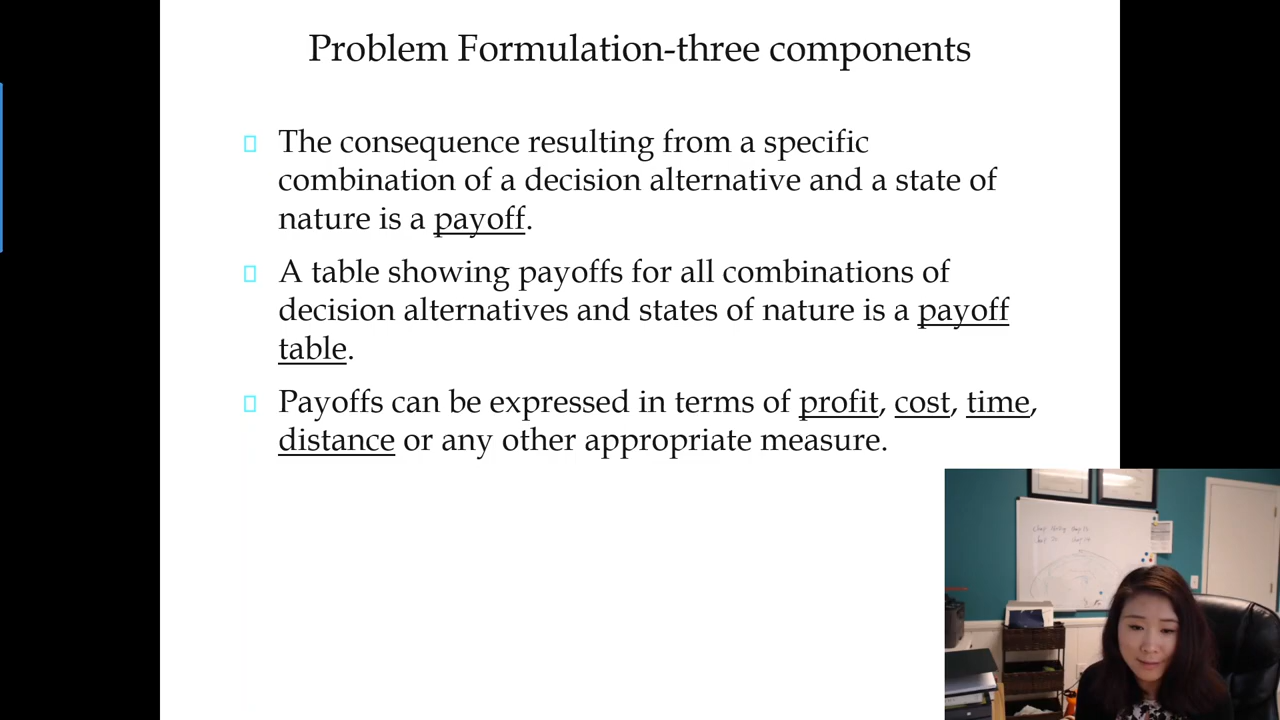 Problem Formulation-three components
The consequence resulting from a specific
combination of a decision alternative and a state of
nature is a payoff.
A table showing payoffs for all combinations of
decision alternatives and states of nature is a payoff
table.
Payoffs can be expressed in terms of profit, cost, time,
distance or any other appropriate measure.